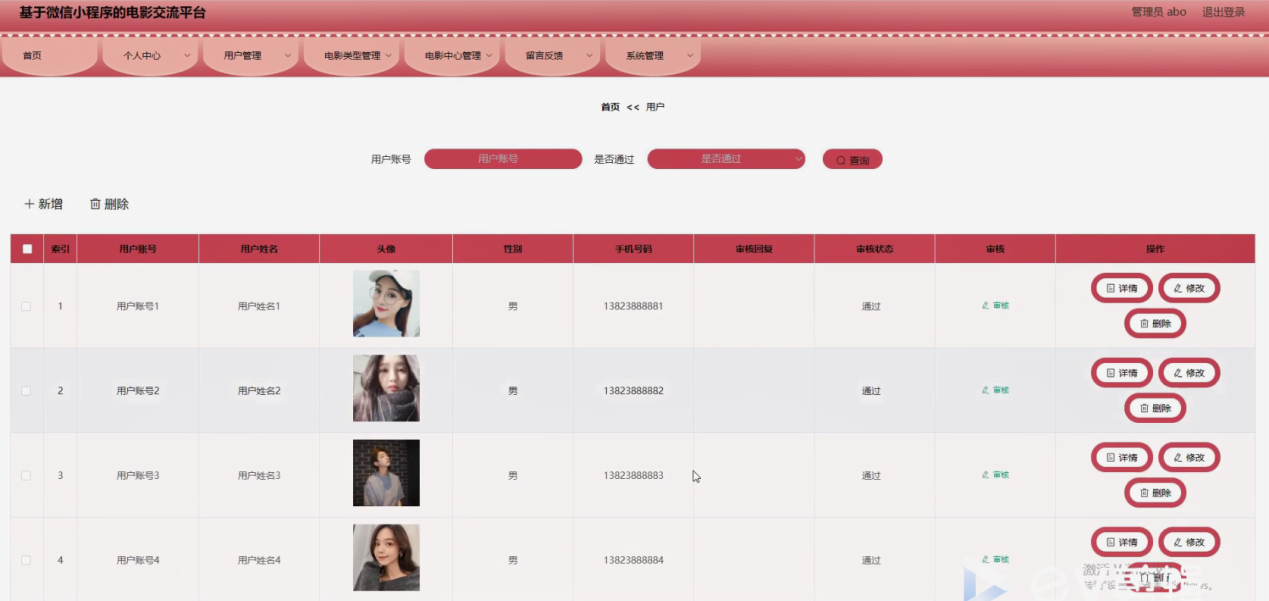 基于微信小程序的电影交流平台
管理员 abo 退出登录
首页 个人中心 用户管理 电影类型管理 电影中心管理 留言反馈 系统管理
首页 << 用户
用户账号 用户账号 是否通过 是否通过 查询
新增 删除
索引 用户账号 用户姓名 头像 性别 手机号码 审核回复 审核状态 审核 操作
1 用户账号1 用户姓名1 男 13823888881 通过 审核 详情 修改
删除
2 用户账号2 用户姓名2 男 13823888882 通过 审核 详情 修改
删除
3 用户账号3 用户姓名3 男 13823888883 通过 审核 详情 修改
删除
4 用户账号4 用户姓名4 男 13823888884 通过 审核 详情 修改